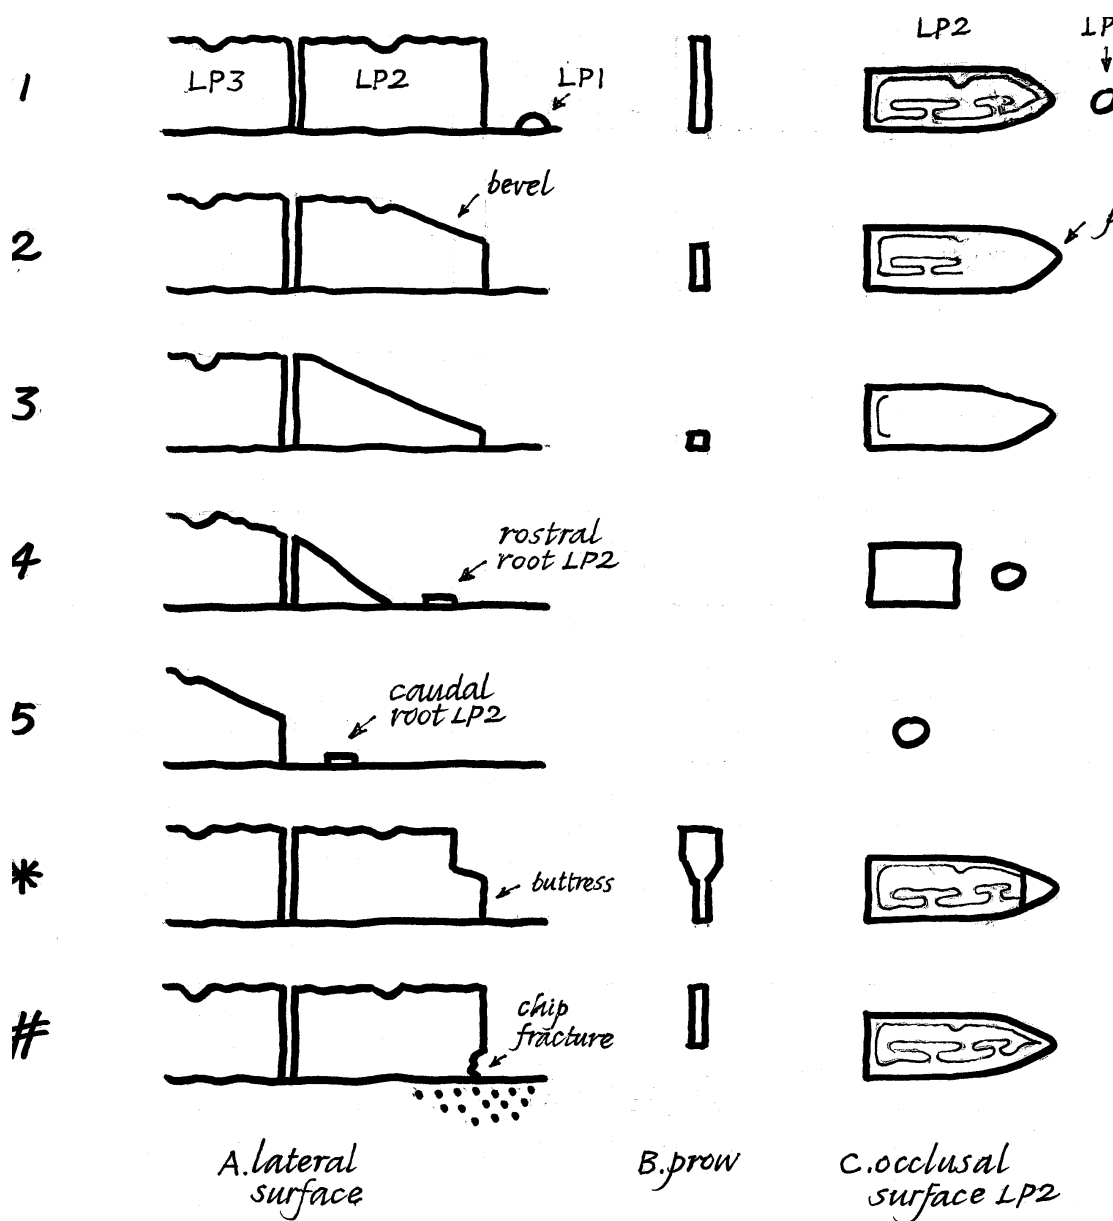 LP2
LP
1
LP3
LP2
LP1
2
bevel
3
4
rostral
root LP2
5
caudal
root LP2
*
buttress
#
chip
fracture
A. lateral
surface
B. prow
C. occlusal
surface LP2